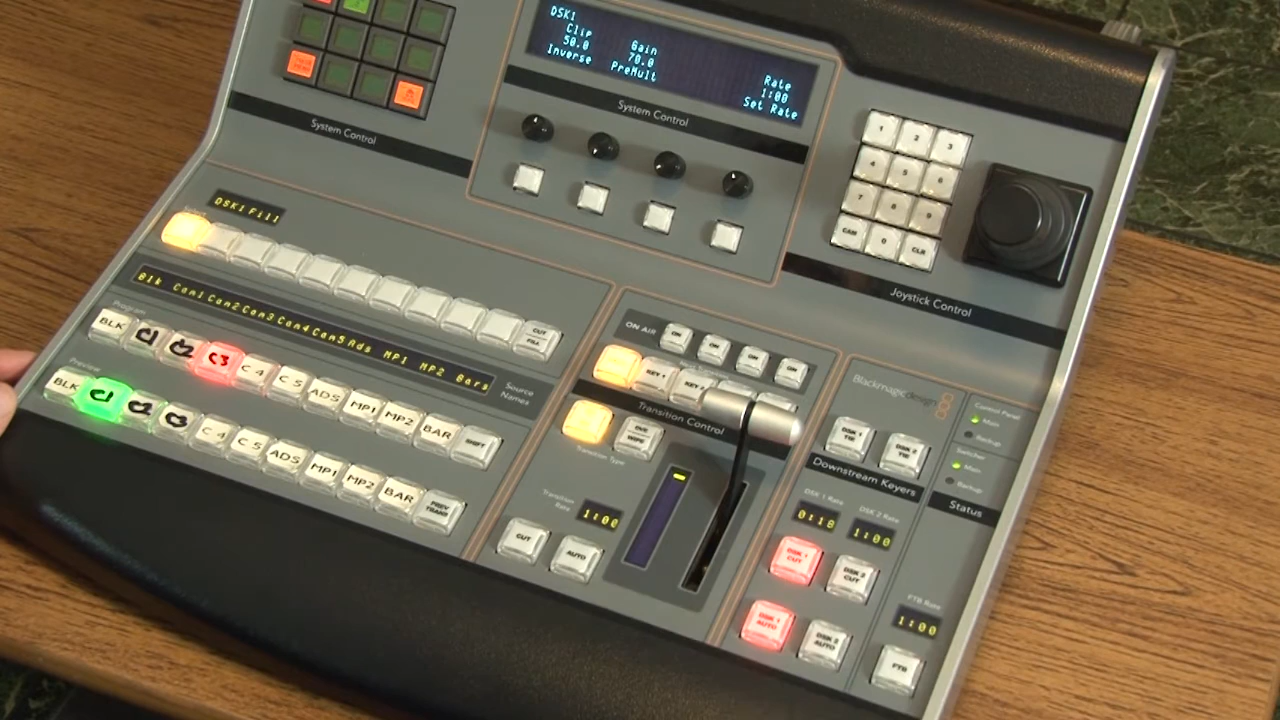 DSK1
Clip Gain
50.0 70.0 Rate
Inverse PreMult 1:00
Set Rate
System Control
System Control
1 2 3
4 5 6
7 8 9
CAM 0 CLR
Joystick Control
DSK1 Fill
CUT
FILL
Blk Cam1 Cam2 Cam3 Cam4 Cam5 Ads MP1 MP2 Bars
Source
Names
Program
BLK C1 C2 C3 C4 C5 ADS MP1 MP2 BAR SHIFT
Preview
BLK C1 C2 C3 C4 C5 ADS MP1 MP2 BAR PREV
TRANS
ON AIR ON ON ON ON
KEY 1 KEY 2
Transition Control
DVE
WIPE
Transition Type
Transition
Rate
1:00
CUT AUTO
Blackmagicdesign
DSK 1
TIE
DSK 2
TIE
Downstream Keyers
DSK 1 Rate DSK 2 Rate
0:18 1:00
DSK 1
CUT
DSK 2
CUT
DSK 1
AUTO
DSK 2
AUTO
Control Panel
Main
Backup
Switcher
Main
Backup
Status
FTB Rate
1:00
FTB